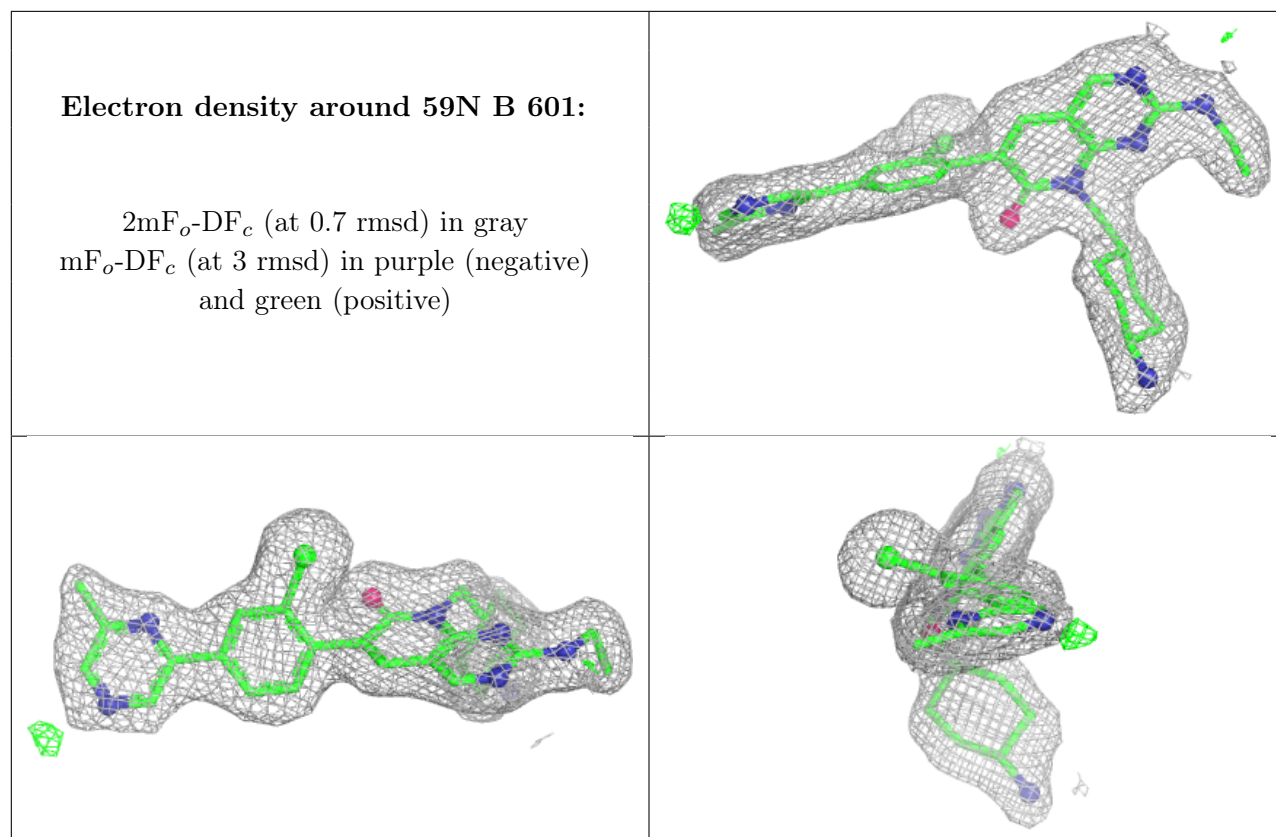 Electron density around 59N B 601:
2mFo-DFc (at 0.7 rmsd) in gray
mFo-DFc (at 3 rmsd) in purple (negative)
and green (positive)